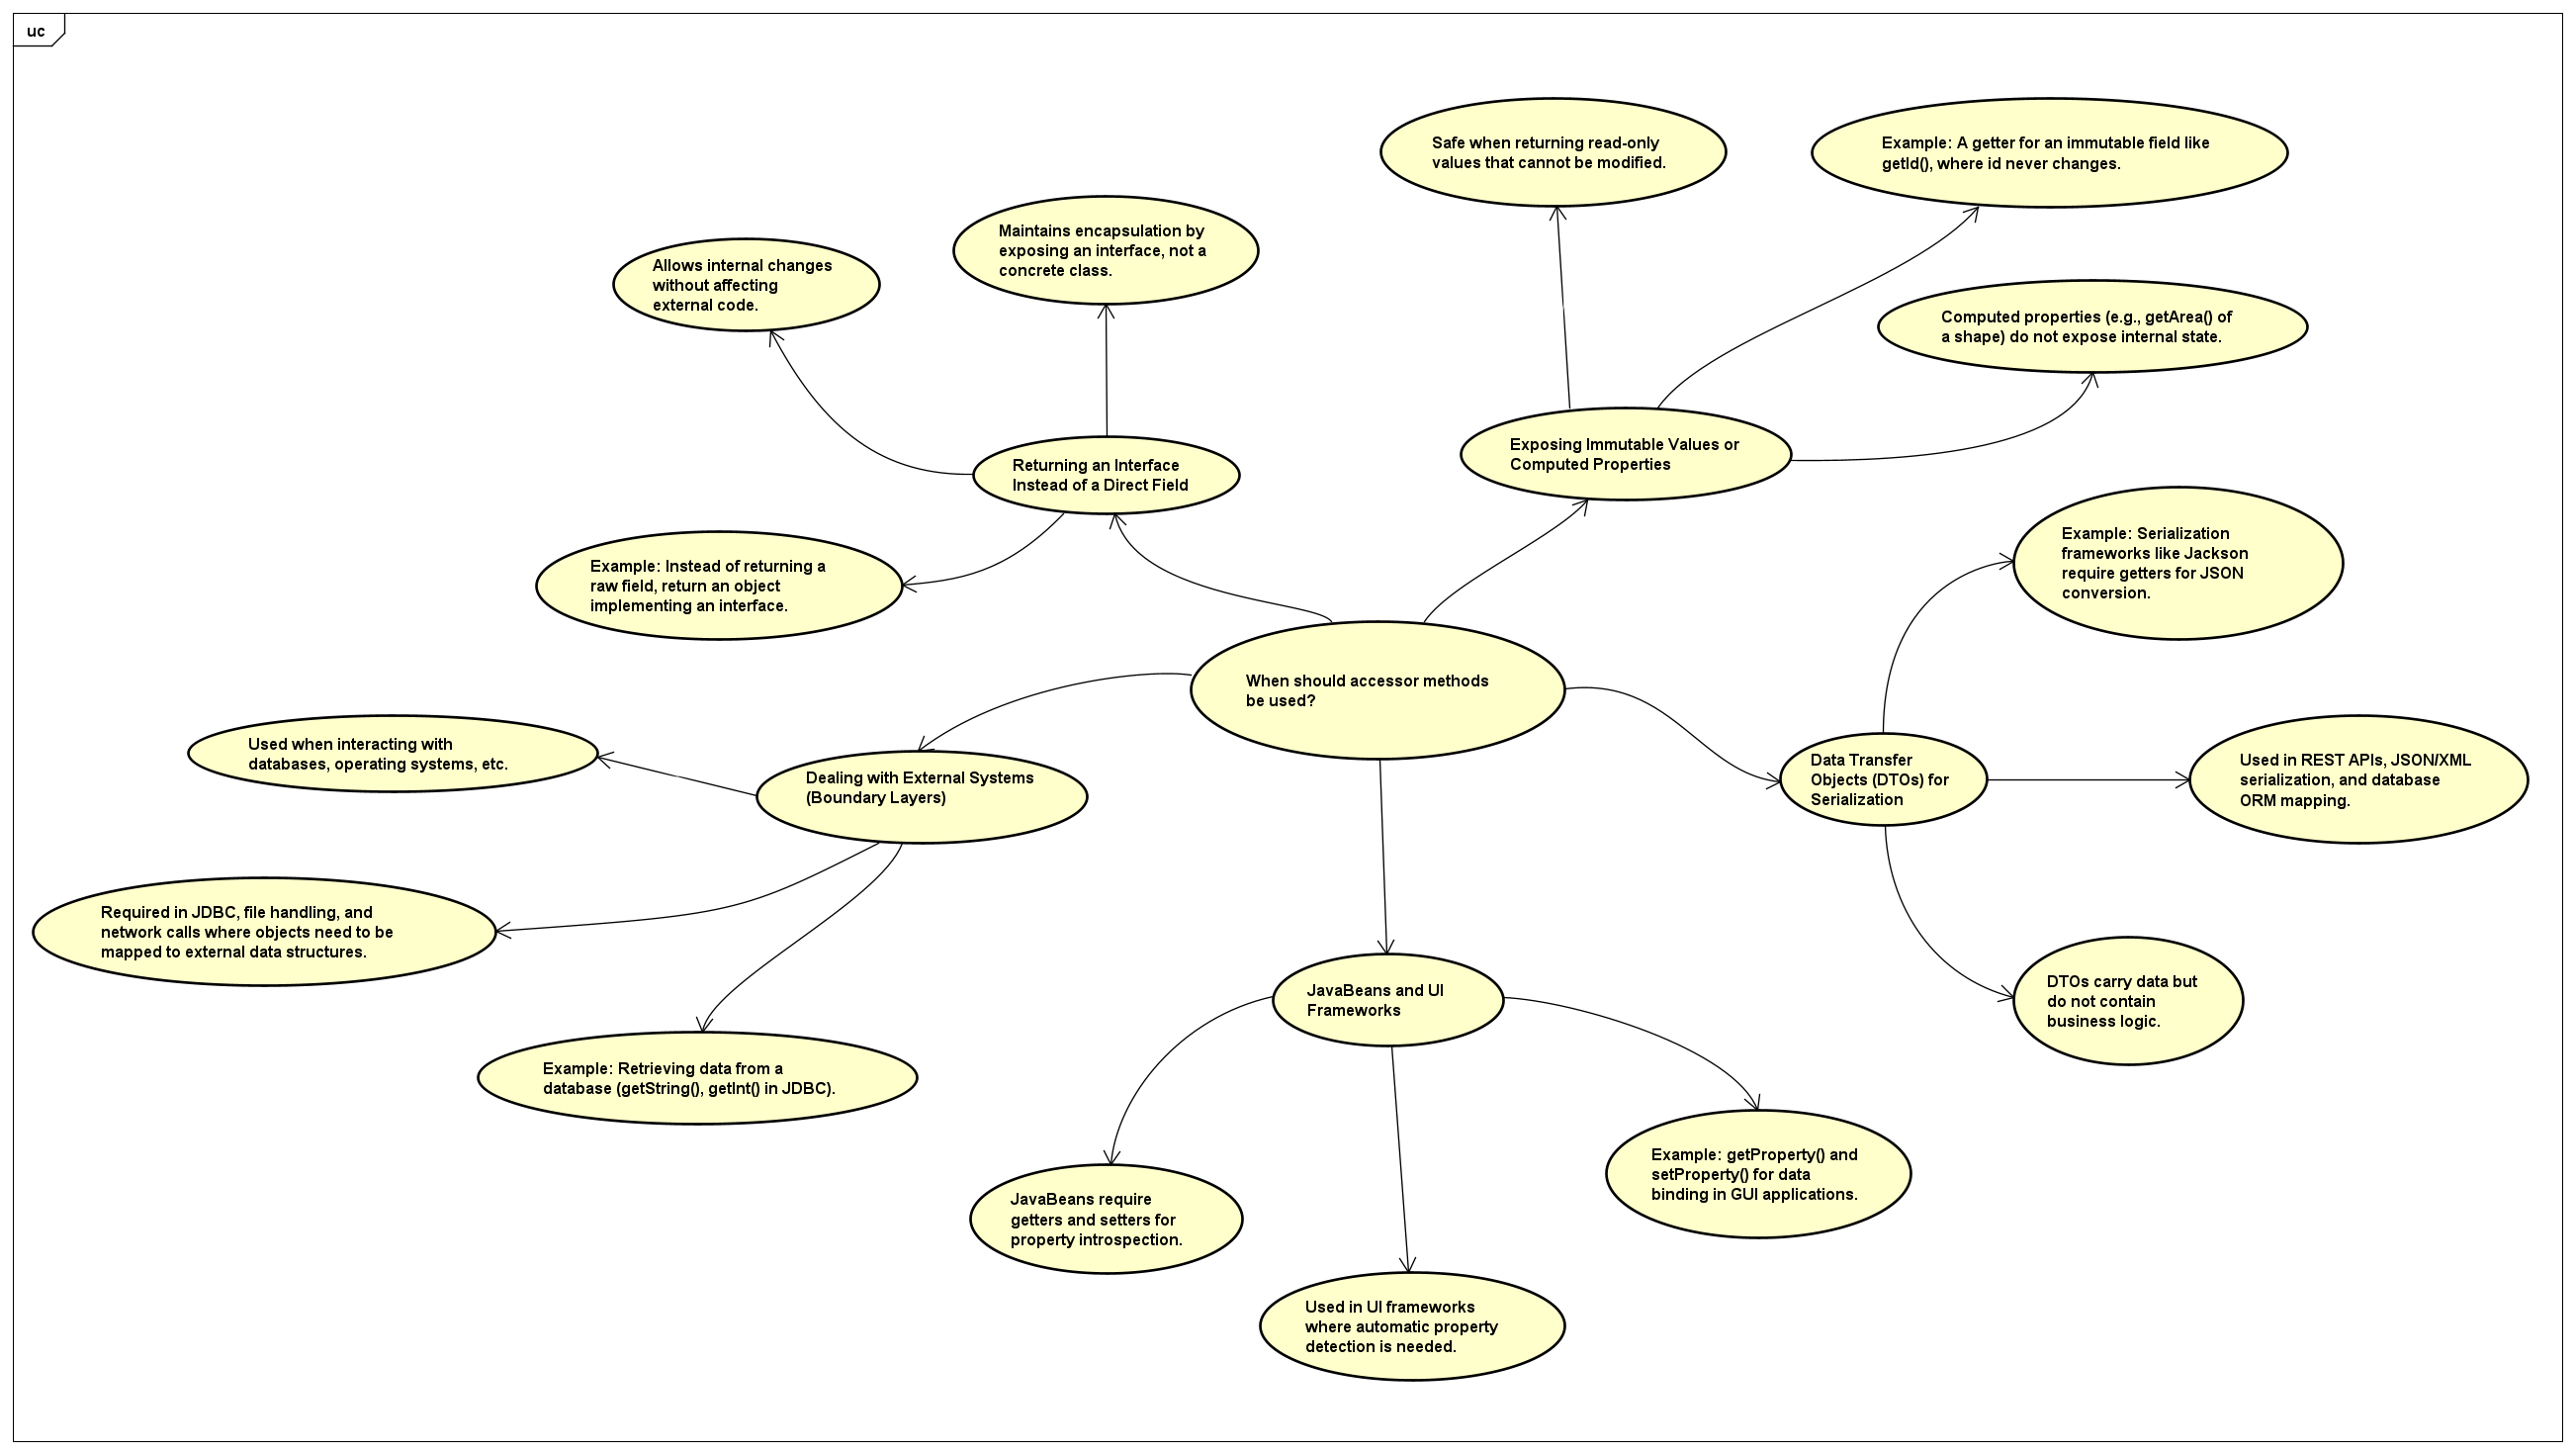 uc
Safe when returning read-only
values that cannot be modified.
Example: A getter for an immutable field like
getId(), where id never changes.
Maintains encapsulation by
exposing an interface, not a
concrete class.
Allows internal changes
without affecting
external code.
Computed properties (e.g., getArea() of
a shape) do not expose internal state.
Exposing Immutable Values or
Computed Properties
Returning an Interface
Instead of a Direct Field
Example: Serialization
frameworks like Jackson
require getters for JSON
conversion.
Example: Instead of returning a
raw field, return an object
implementing an interface.
When should accessor methods
be used?
Used when interacting with
databases, operating systems, etc.
Dealing with External Systems
(Boundary Layers)
Data Transfer
Objects (DTOs) for
Serialization
Used in REST APIs, JSON/XML
serialization, and database
ORM mapping.
Required in JDBC, file handling, and
network calls where objects need to be
mapped to external data structures.
JavaBeans and UI
Frameworks
DTOs carry data but
do not contain
business logic.
Example: Retrieving data from a
database (getString(), getInt() in JDBC).
Example: getProperty() and
setProperty() for data
binding in GUI applications.
JavaBeans require
getters and setters for
property introspection.
Used in UI frameworks
where automatic property
detection is needed.